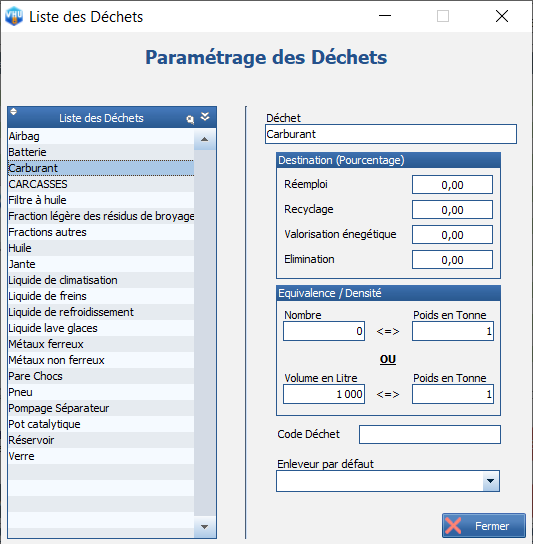 VHU
Liste des Déchets
Paramétrage des Déchets
Liste des Déchets
Airbag
Batterie
Carburant
CARCASSES
Filtre à huile
Fraction légère des résidus de broyage
Fractions autres
Huile
Jante
Liquide de climatisation
Liquide de freins
Liquide de refroidissement
Liquide lave glaces
Métaux ferreux
Métaux non ferreux
Pare Chocs
Pneu
Pompage Séparateur
Pot catalytique
Réservoir
Verre
Déchet
Carburant
Destination (Pourcentage)
Réemploi 0,00
Recyclage 0,00
Valorisation énegétique 0,00
Elimination 0,00
Equivalence / Densité
Nombre Poids en Tonne
0 <=> 1
OU
Volume en Litre Poids en Tonne
1 000 <=> 1
Code Déchet
Enleveur par défaut
Fermer